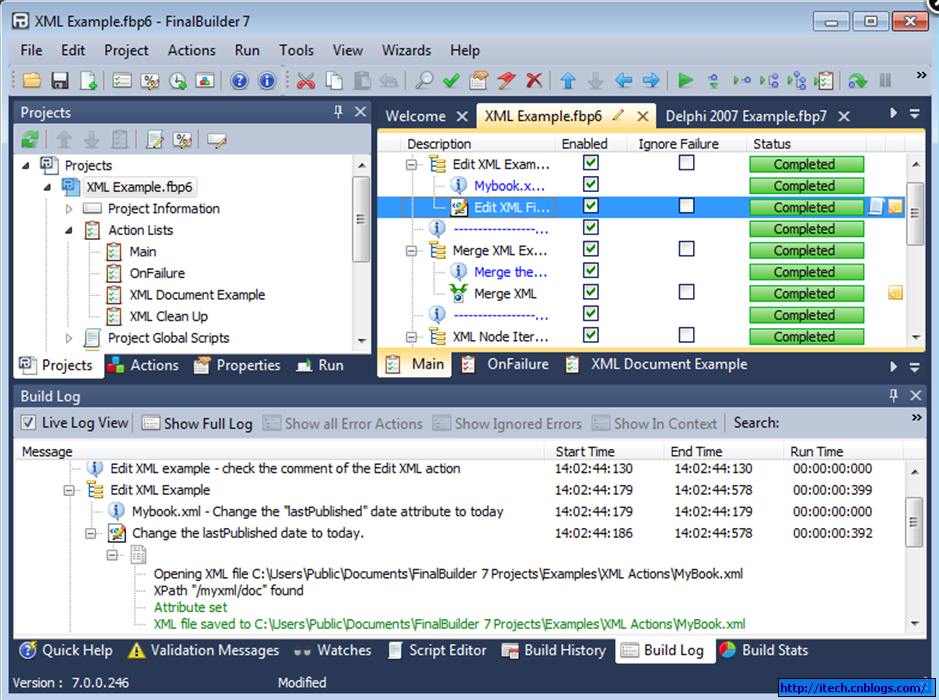 XML Example.fbp6 - FinalBuilder 7
File Edit Project Actions Run Tools View Wizards Help
Projects
Projects
XML Example.fbp6
Project Information
Action Lists
Main
OnFailure
XML Document Example
XML Clean Up
Project Global Scripts
Projects Actions Properties Run
Welcome XML Example.fbp6 Delphi 2007 Example.fbp7
Description Enabled Ignore Failure Status
Edit XML Exam... Completed
Mybook.x... Completed
Edit XML Fi... Completed
------------------... Completed
Merge XML Ex... Completed
Merge the... Completed
Merge XML Completed
------------------... Completed
XML Node Iter... Completed
Main OnFailure XML Document Example
Build Log
Live Log View Show Full Log Show all Error Actions Show Ignored Errors Show In Context Search:
Message Start Time End Time Run Time
Edit XML example - check the comment of the Edit XML action 14:02:44:130 14:02:44:130 00:00:00:000
Edit XML Example 14:02:44:179 14:02:44:578 00:00:00:399
Mybook.xml - Change the "lastPublished" date attribute to today 14:02:44:179 14:02:44:179 00:00:00:000
Change the lastPublished date to today. 14:02:44:186 14:02:44:578 00:00:00:392
Opening XML file C:\Users\Public\Documents\FinalBuilder 7 Projects\Examples\XML Actions\MyBook.xml
XPath "/myxml/doc" found
Attribute set
XML file saved to C:\Users\Public\Documents\FinalBuilder 7 Projects\Examples\XML Actions\MyBook.xml
Quick Help Validation Messages Watches Script Editor Build History Build Log Build Stats
Version : 7.0.0.246 Modified
http://itech.cnblogs.com/